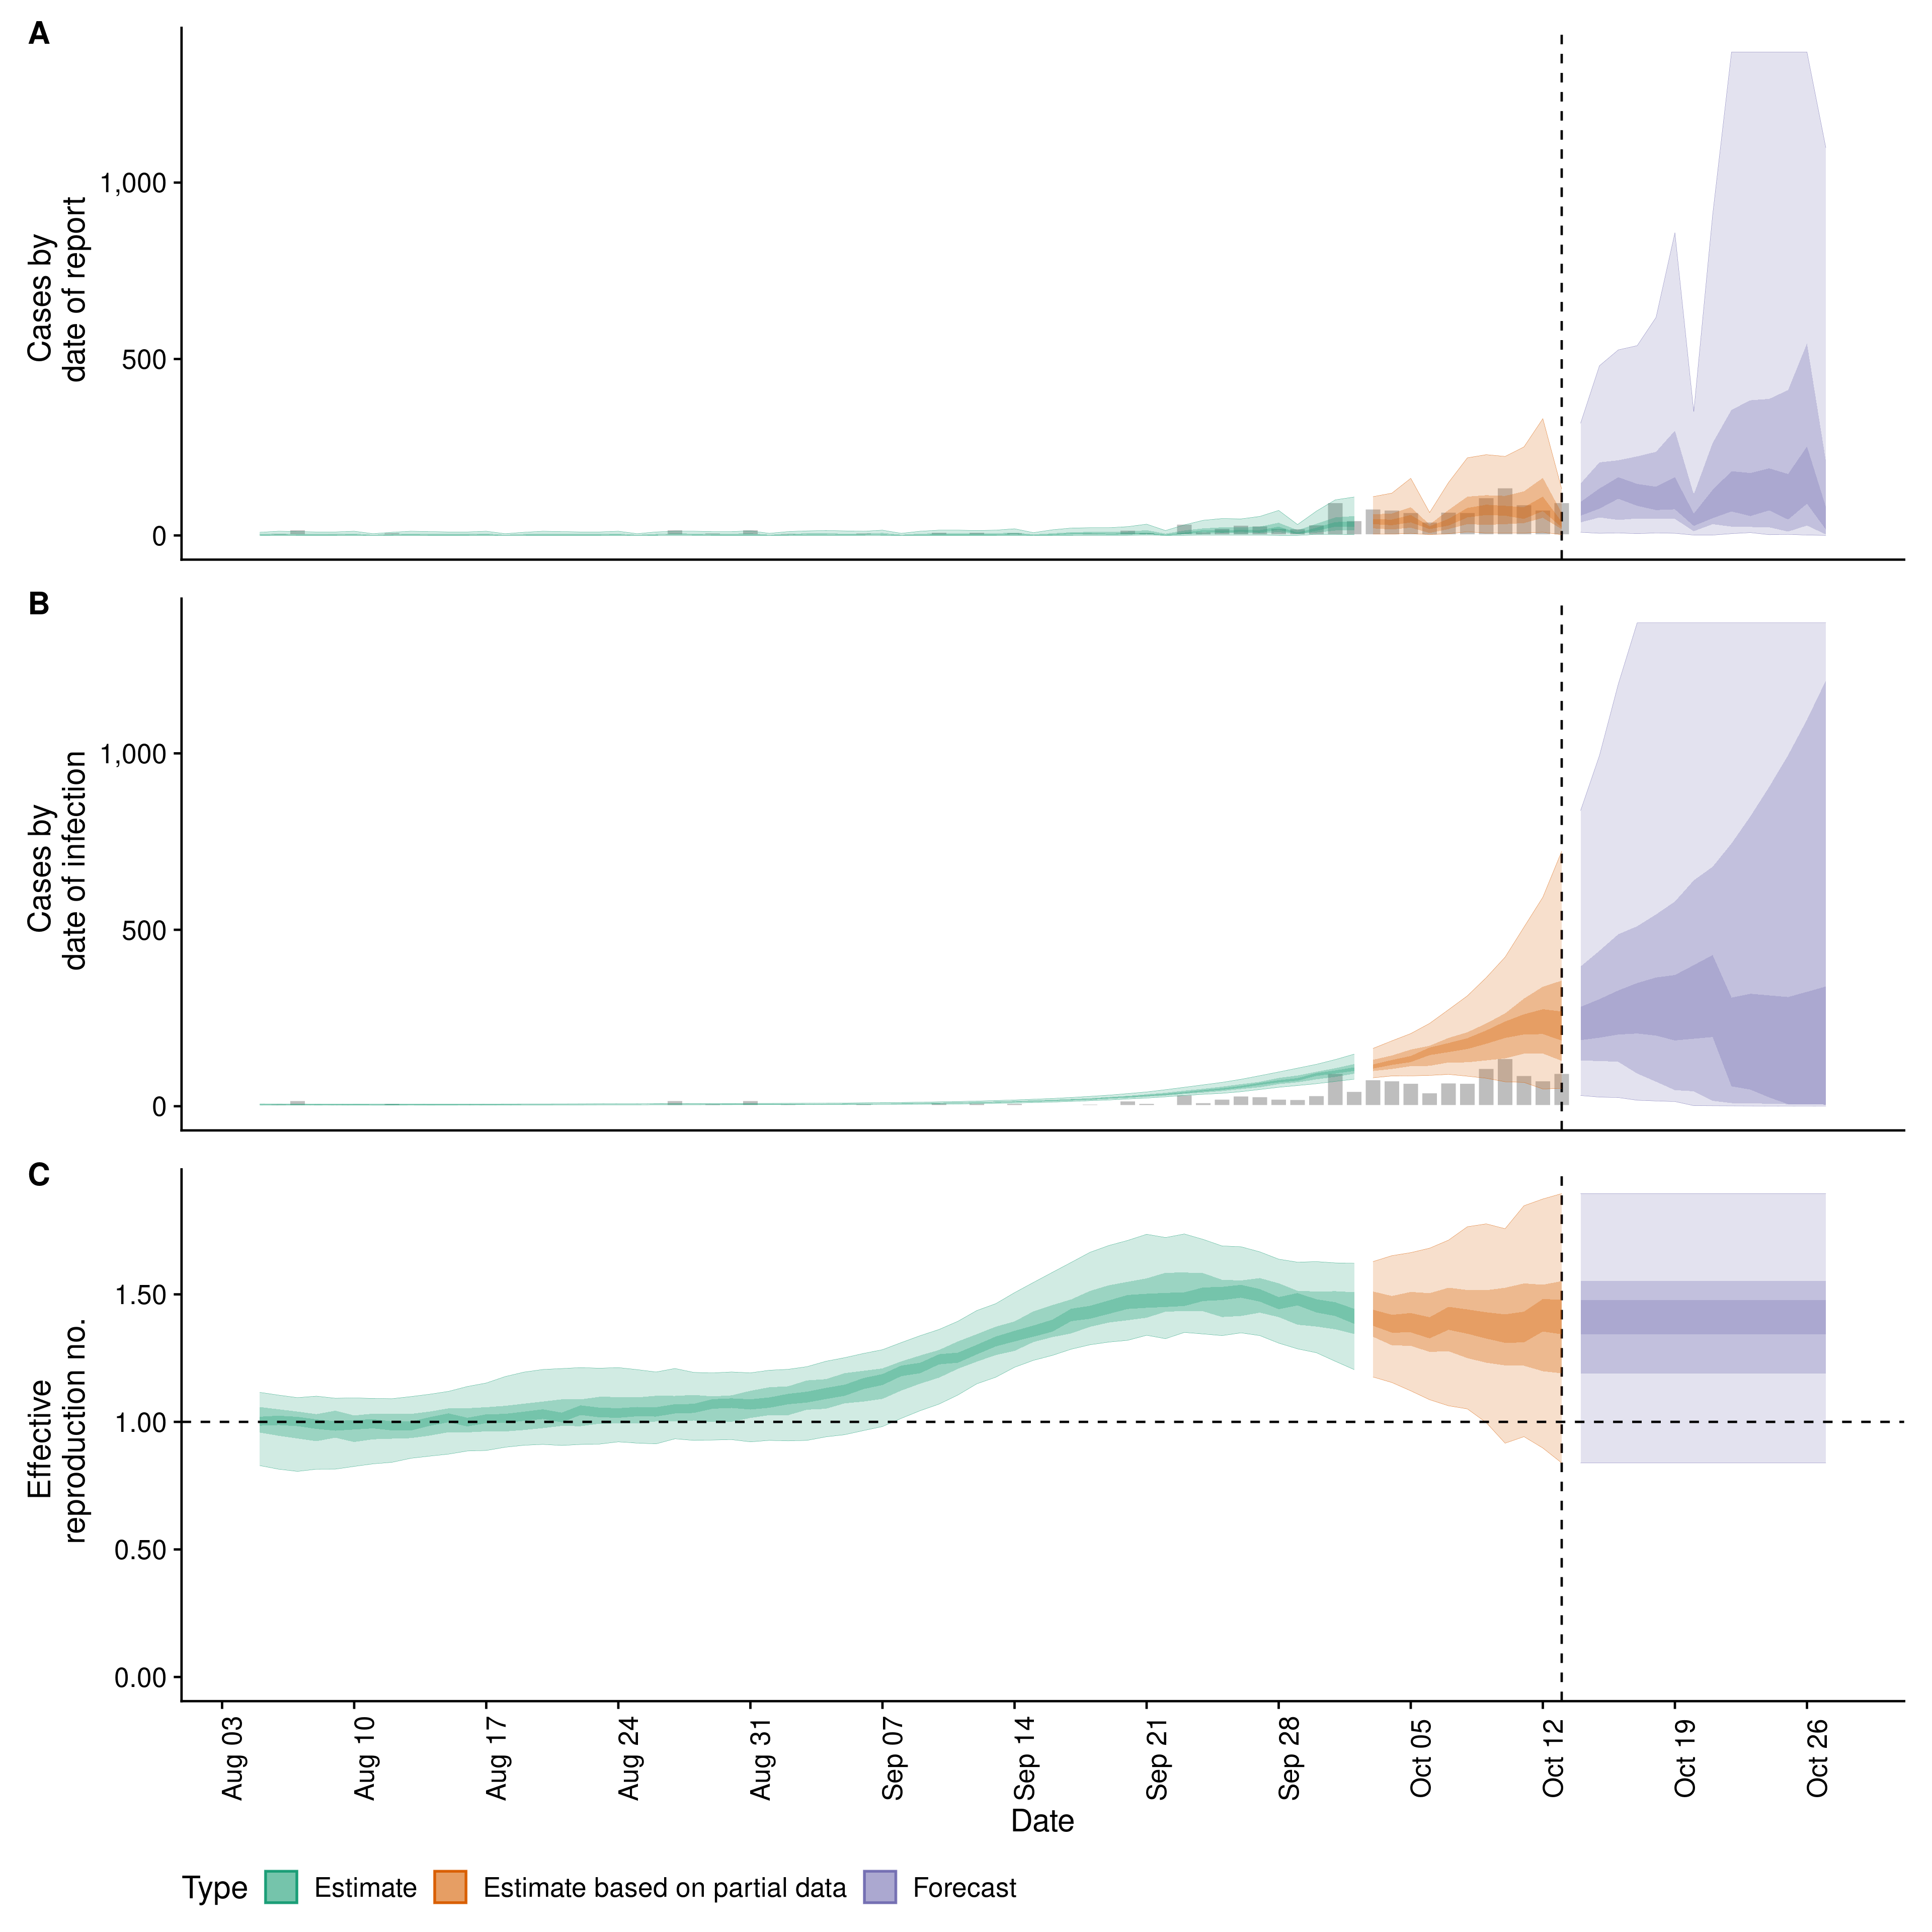 A
Cases by
date of report
1,000
500
0
B
Cases by
date of infection
1,000
500
0
C
Effective
reproduction no.
1.50
1.00
0.50
0.00
Aug 03
Aug 10
Aug 17
Aug 24
Aug 31
Sep 07
Sep 14
Sep 21
Sep 28
Oct 05
Oct 12
Oct 19
Oct 26
Date
Type Estimate Estimate based on partial data Forecast